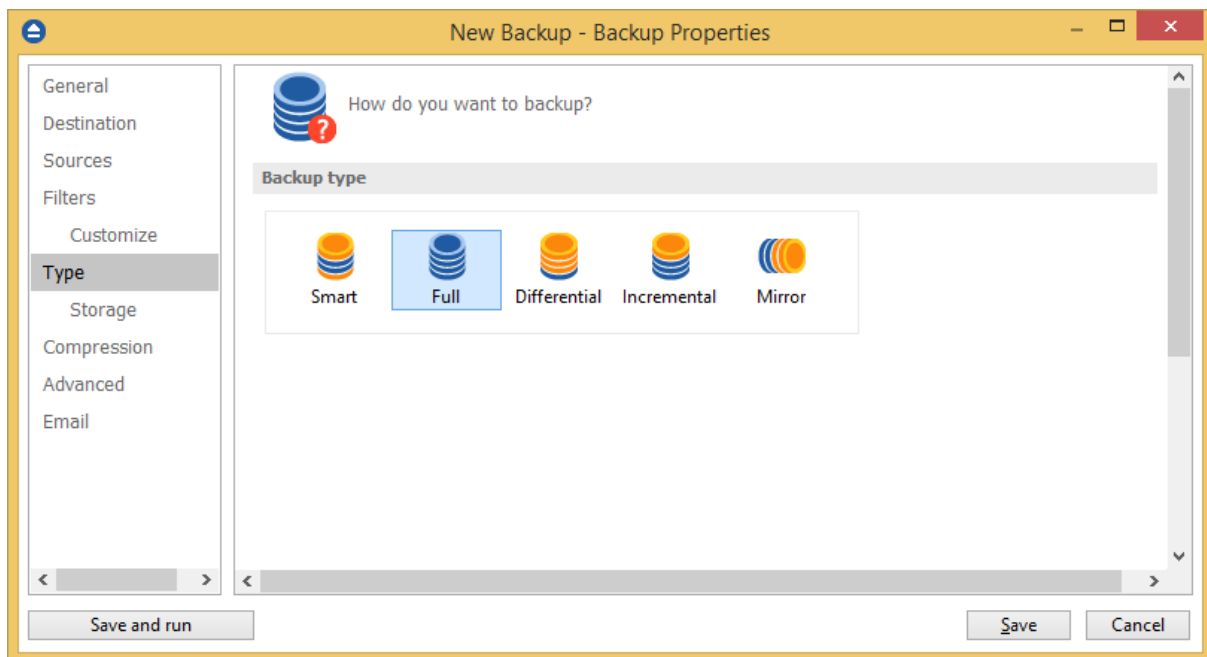 New Backup - Backup Properties
General
Destination
Sources
Filters
Customize
Type
Storage
Compression
Advanced
Email
How do you want to backup?
Backup type
Smart Full Differential Incremental Mirror
Save and run Save Cancel